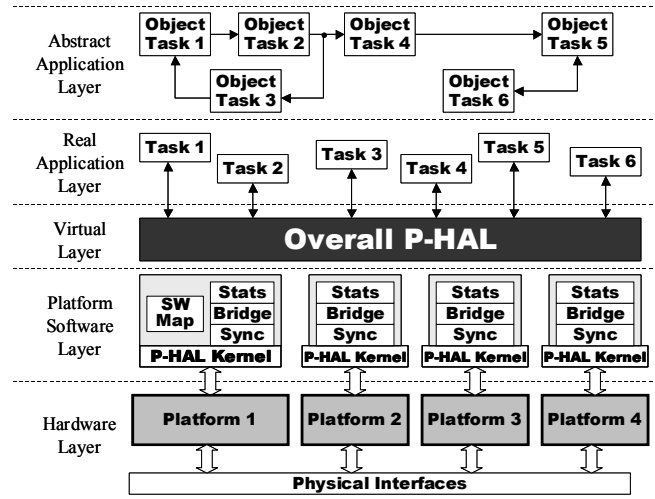 Abstract
Application
Layer
Object
Task 1
Object
Task 2
Object
Task 4
Object
Task 5
Object
Task 3
Object
Task 6
Real
Application
Layer
Task 1
Task 2
Task 3
Task 4
Task 5
Task 6
Virtual
Layer
Overall P-HAL
Platform
Software
Layer
SW
Map
Stats
Bridge
Sync
P-HAL Kernel
Stats
Bridge
Sync
P-HAL Kernel
Stats
Bridge
Sync
P-HAL Kernel
Stats
Bridge
Sync
P-HAL Kernel
Hardware
Layer
Platform 1
Platform 2
Platform 3
Platform 4
Physical Interfaces